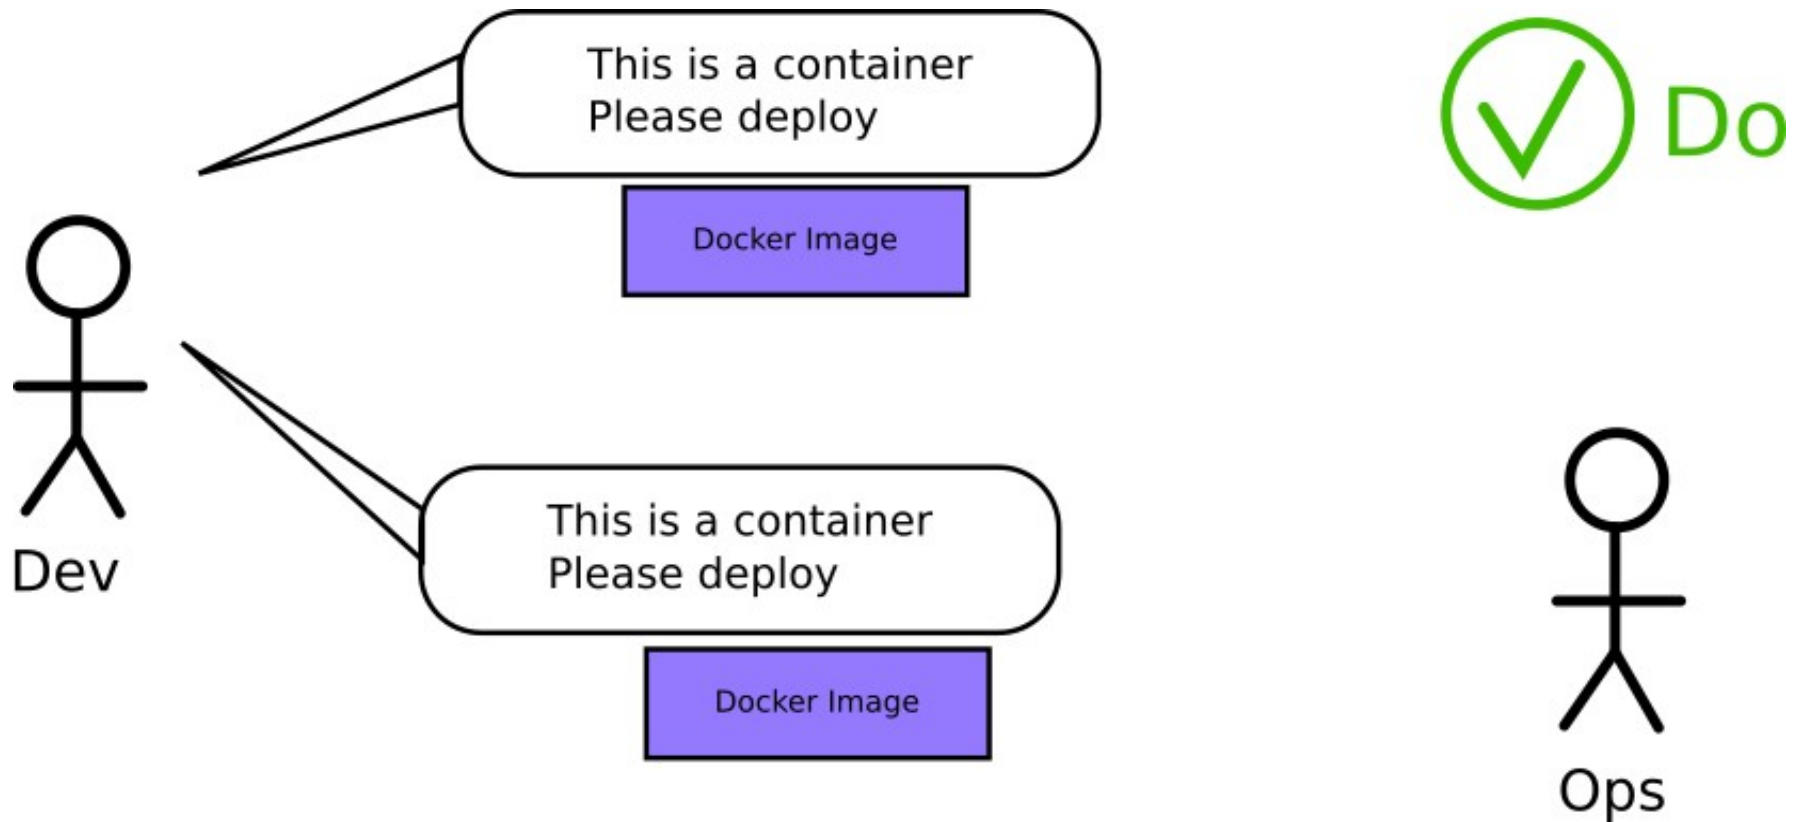 This is a container
Please deploy
Do
Docker Image
Dev
This is a container
Please deploy
Docker Image
Ops